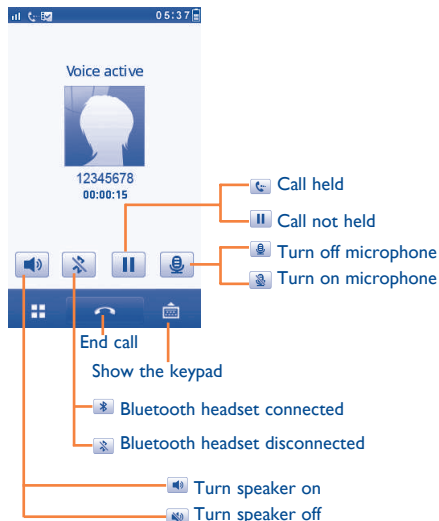 05:37
Voice active
12345678
00:00:15
Call held
Call not held
Turn off microphone
Turn on microphone
End call
Show the keypad
Bluetooth headset connected
Bluetooth headset disconnected
Turn speaker on
Turn speaker off